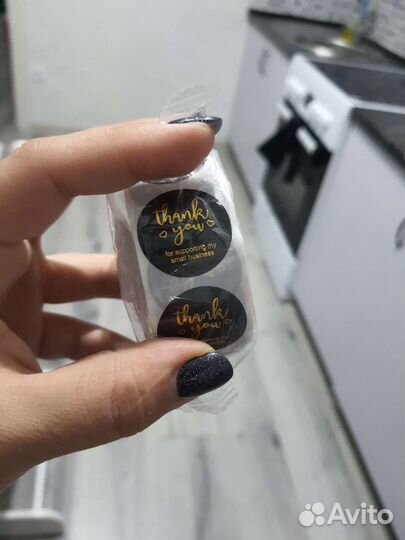 thank
you
for supporting my
small business
thank
you
Avito